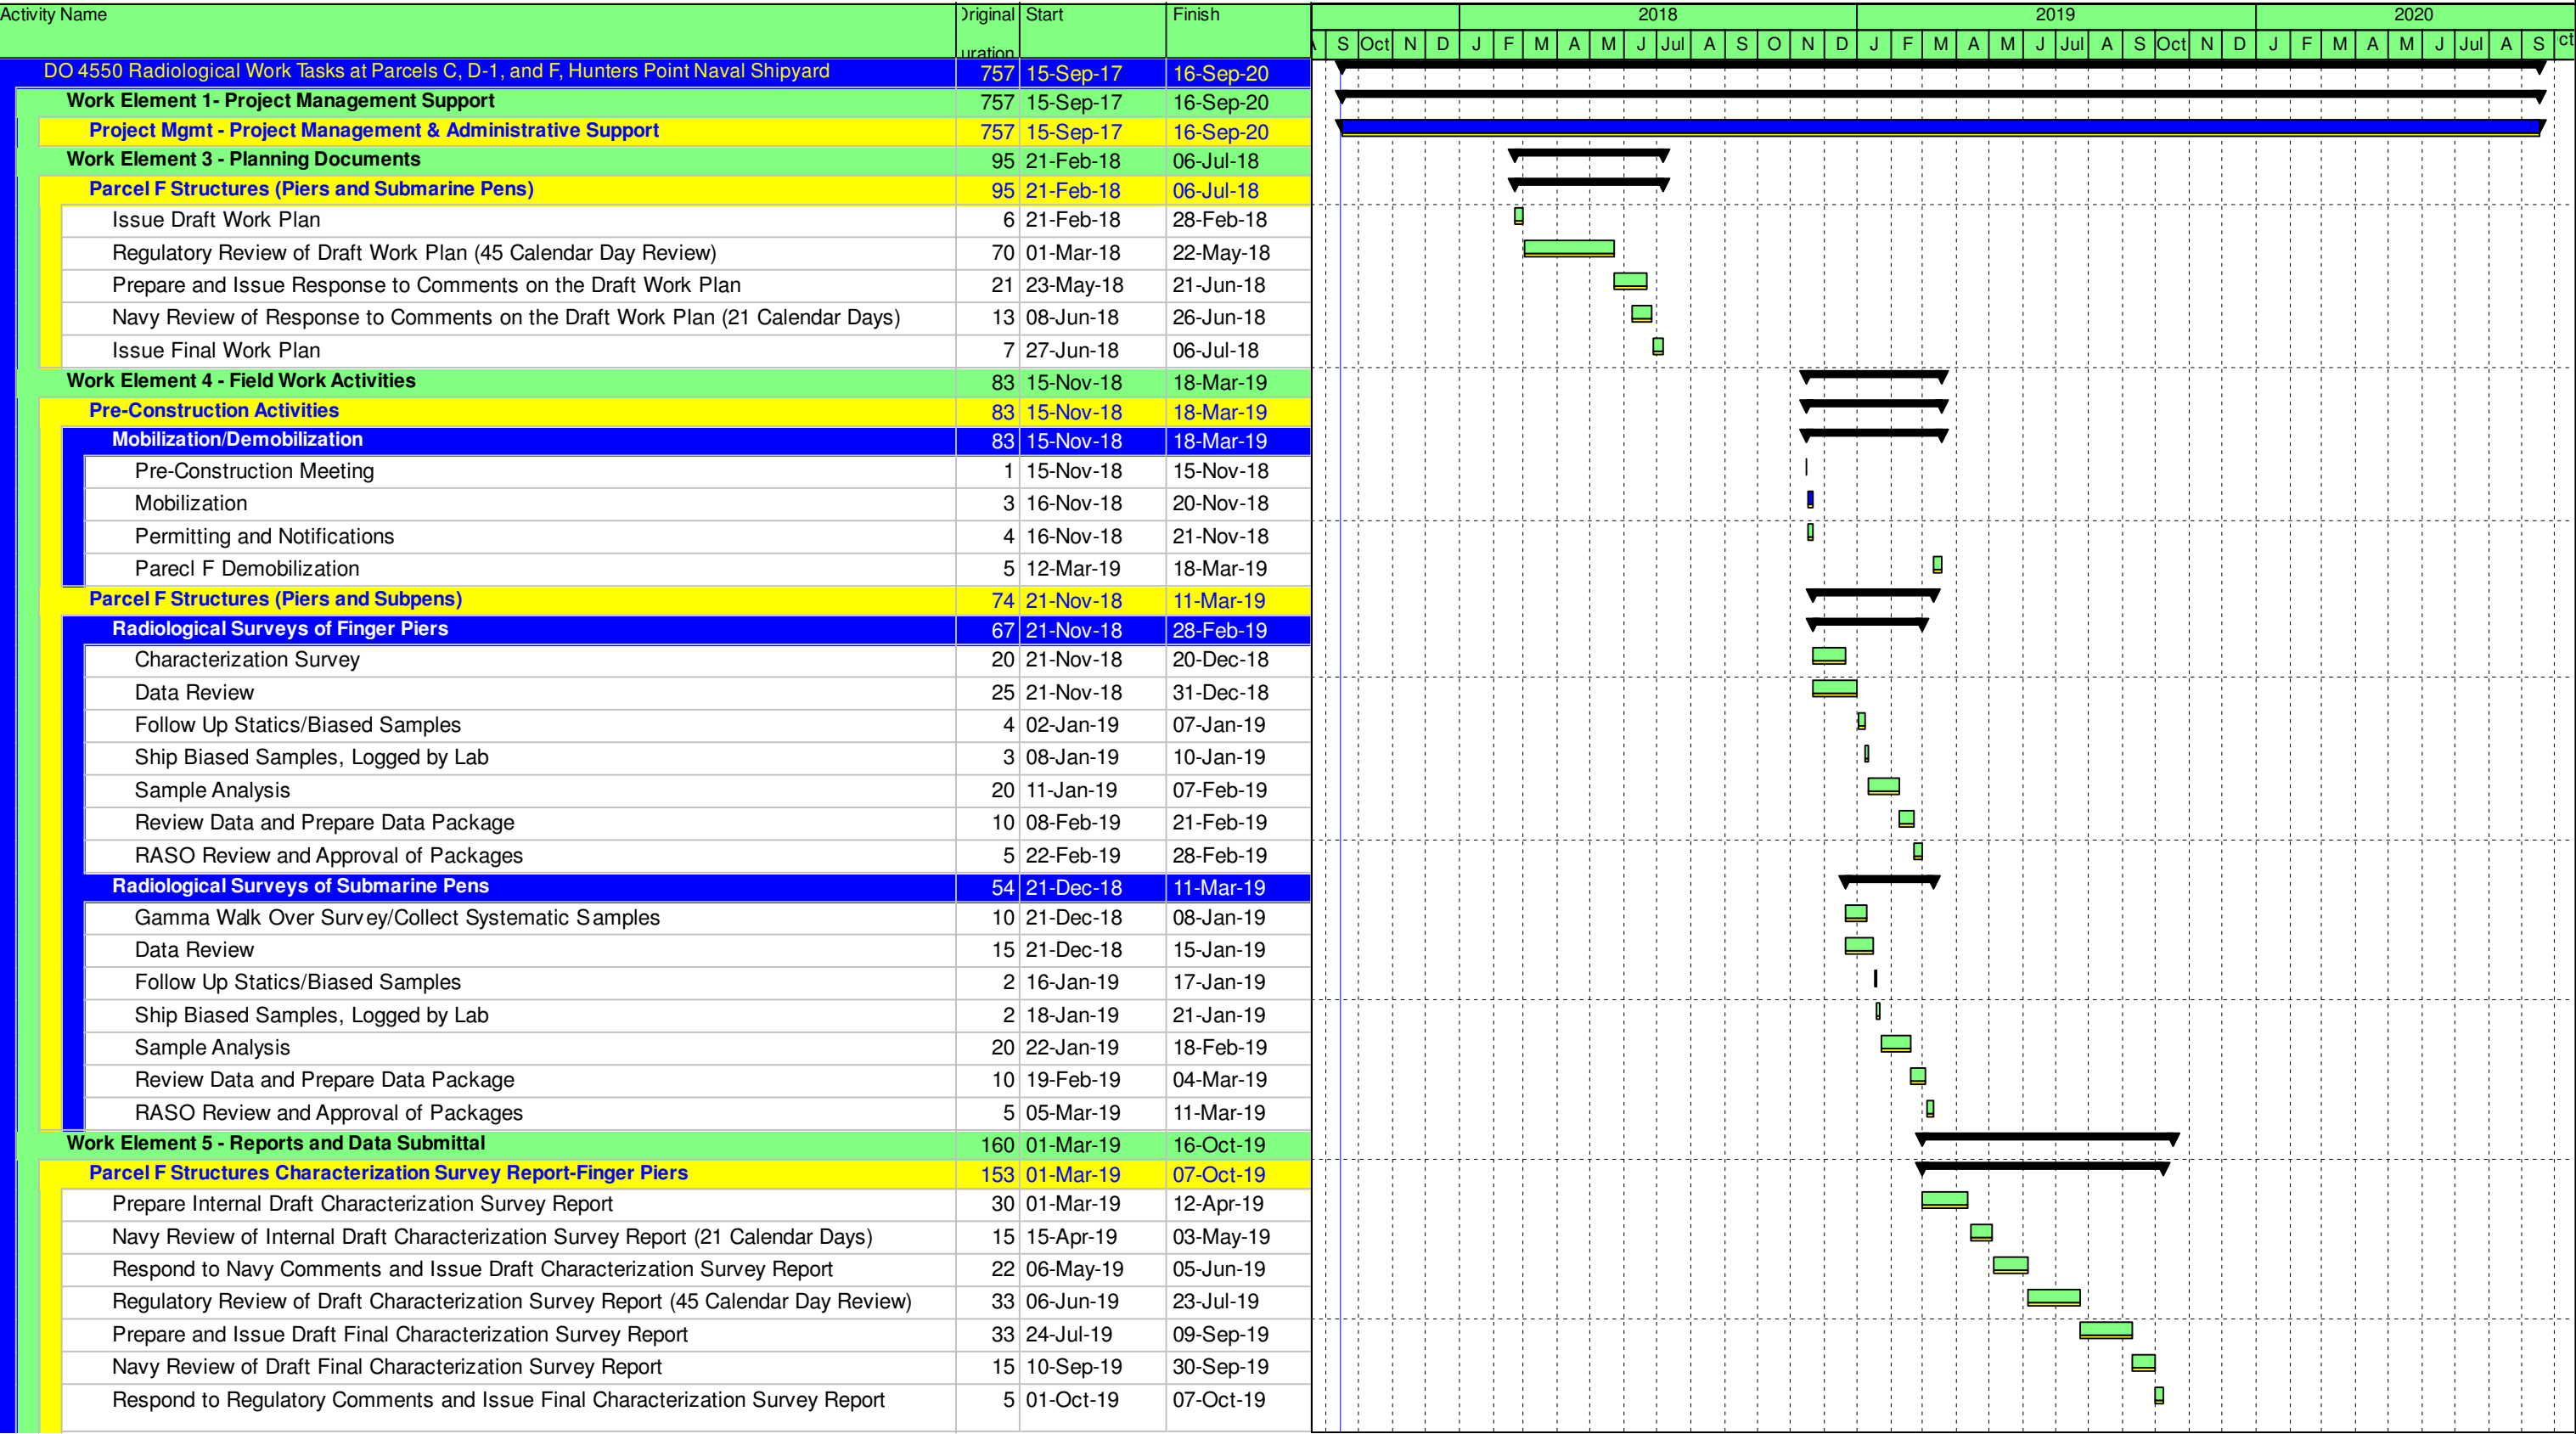 Activity Name Original Start Finish 2018 2019 2020
Duration S Oct N D J F M A M J Jul A S O N D J F M A M J Jul A S Oct N D J F M A M J Jul A S
DO 4550 Radiological Work Tasks at Parcels C, D-1, and F, Hunters Point Naval Shipyard 757 15-Sep-17 16-Sep-20
Work Element 1- Project Management Support 757 15-Sep-17 16-Sep-20
Project Mgmt - Project Management & Administrative Support 757 15-Sep-17 16-Sep-20
Work Element 3 - Planning Documents 95 21-Feb-18 06-Jul-18
Parcel F Structures (Piers and Submarine Pens) 95 21-Feb-18 06-Jul-18
Issue Draft Work Plan 6 21-Feb-18 28-Feb-18
Regulatory Review of Draft Work Plan (45 Calendar Day Review) 70 01-Mar-18 22-May-18
Prepare and Issue Response to Comments on the Draft Work Plan 21 23-May-18 21-Jun-18
Navy Review of Response to Comments on the Draft Work Plan (21 Calendar Days) 13 08-Jun-18 26-Jun-18
Issue Final Work Plan 7 27-Jun-18 06-Jul-18
Work Element 4 - Field Work Activities 83 15-Nov-18 18-Mar-19
Pre-Construction Activities 83 15-Nov-18 18-Mar-19
Mobilization/Demobilization 83 15-Nov-18 18-Mar-19
Pre-Construction Meeting 1 15-Nov-18 15-Nov-18
Mobilization 3 16-Nov-18 20-Nov-18
Permitting and Notifications 4 16-Nov-18 21-Nov-18
Parecl F Demobilization 5 12-Mar-19 18-Mar-19
Parcel F Structures (Piers and Subpens) 74 21-Nov-18 11-Mar-19
Radiological Surveys of Finger Piers 67 21-Nov-18 28-Feb-19
Characterization Survey 20 21-Nov-18 20-Dec-18
Data Review 25 21-Nov-18 31-Dec-18
Follow Up Statics/Biased Samples 4 02-Jan-19 07-Jan-19
Ship Biased Samples, Logged by Lab 3 08-Jan-19 10-Jan-19
Sample Analysis 20 11-Jan-19 07-Feb-19
Review Data and Prepare Data Package 10 08-Feb-19 21-Feb-19
RASO Review and Approval of Packages 5 22-Feb-19 28-Feb-19
Radiological Surveys of Submarine Pens 54 21-Dec-18 11-Mar-19
Gamma Walk Over Survey/Collect Systematic Samples 10 21-Dec-18 08-Jan-19
Data Review 15 21-Dec-18 15-Jan-19
Follow Up Statics/Biased Samples 2 16-Jan-19 17-Jan-19
Ship Biased Samples, Logged by Lab 2 18-Jan-19 21-Jan-19
Sample Analysis 20 22-Jan-19 18-Feb-19
Review Data and Prepare Data Package 10 19-Feb-19 04-Mar-19
RASO Review and Approval of Packages 5 05-Mar-19 11-Mar-19
Work Element 5 - Reports and Data Submittal 160 01-Mar-19 16-Oct-19
Parcel F Structures Characterization Survey Report-Finger Piers 153 01-Mar-19 07-Oct-19
Prepare Internal Draft Characterization Survey Report 30 01-Mar-19 12-Apr-19
Navy Review of Internal Draft Characterization Survey Report (21 Calendar Days) 15 15-Apr-19 03-May-19
Respond to Navy Comments and Issue Draft Characterization Survey Report 22 06-May-19 05-Jun-19
Regulatory Review of Draft Characterization Survey Report (45 Calendar Day Review) 33 06-Jun-19 23-Jul-19
Prepare and Issue Draft Final Characterization Survey Report 33 24-Jul-19 09-Sep-19
Navy Review of Draft Final Characterization Survey Report 15 10-Sep-19 30-Sep-19
Respond to Regulatory Comments and Issue Final Characterization Survey Report 5 01-Oct-19 07-Oct-19